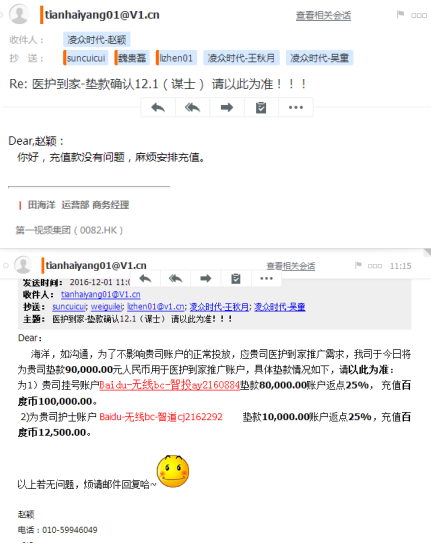 tianhaiyang01@V1.cn
查看相关会话
收件人： 凌众时代-赵颖
抄 送： suncuicui 魏贵磊 lizhen01 凌众时代-王秋月 凌众时代-吴童
Re: 医护到家-垫款确认12.1（谋士 ）请以此为准！！！
Dear,赵颖：
你好，充值款没有问题，麻烦安排充值。
田海洋 运营部 商务经理
第一视频集团（0082.HK）
tianhaiyang01@V1.cn
查看相关会话
11:15
发送时间： 2016-12-01 11:
收件人： tianhaiyang01@V1.cn
抄送： suncuicui; weiguilei; lizhen01@v1.cn; 凌众时代-王秋月; 凌众时代-吴童
主题： 医护到家-垫款确认12.1（谋士） 请以此为准！！！
Dear：
海洋，如沟通，为了不影响贵司账户的正常投放，应贵司医护到家推广需求，我司于今日将
为贵司垫款90,000.00元人民币用于医护到家推广账户，具体垫款情况如下，请以此为准：
为1）贵司挂号账户Baidu-无线bc-智投ay2160884垫款80,000.00账户返点25%，充值百
度币100,000.00。
2)为贵司护士账户 Baidu-无线bc-智道cj2162292 垫款10,000.00账户返点25%，充值百
度币12,500.00。
以上若无问题，烦请邮件回复哈~
赵颖
电话：010-59946049